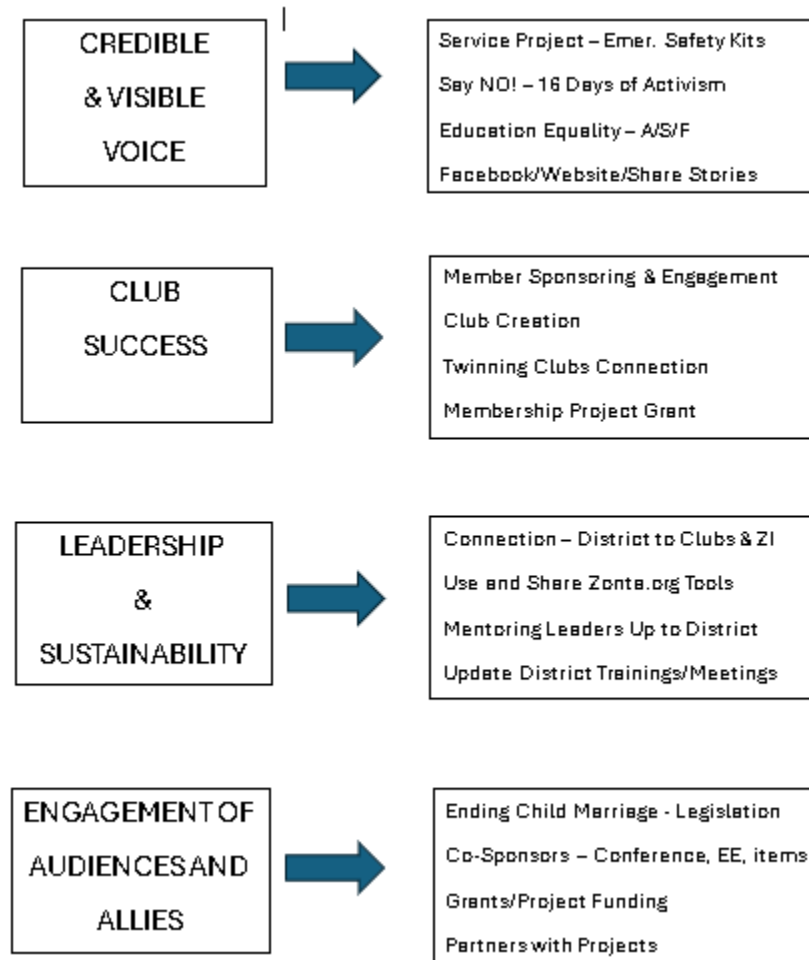 CREDIBLE
& VISIBLE
VOICE
Service Project – Emer. Safety Kits
Say NO! – 16 Days of Activism
Education Equality – A/S/F
Facebook/Website/Share Stories
CLUB
SUCCESS
Member Sponsoring & Engagement
Club Creation
Twinning Clubs Connection
Membership Project Grant
LEADERSHIP
&
SUSTAINABILITY
Connection – District to Clubs & ZI
Use and Share Zonta.org Tools
Mentoring Leaders Up to District
Update District Trainings/Meetings
ENGAGEMENT OF
AUDIENCES AND
ALLIES
Ending Child Marriage - Legislation
Co-Sponsors – Conference, EE, items
Grants/Project Funding
Partners with Projects